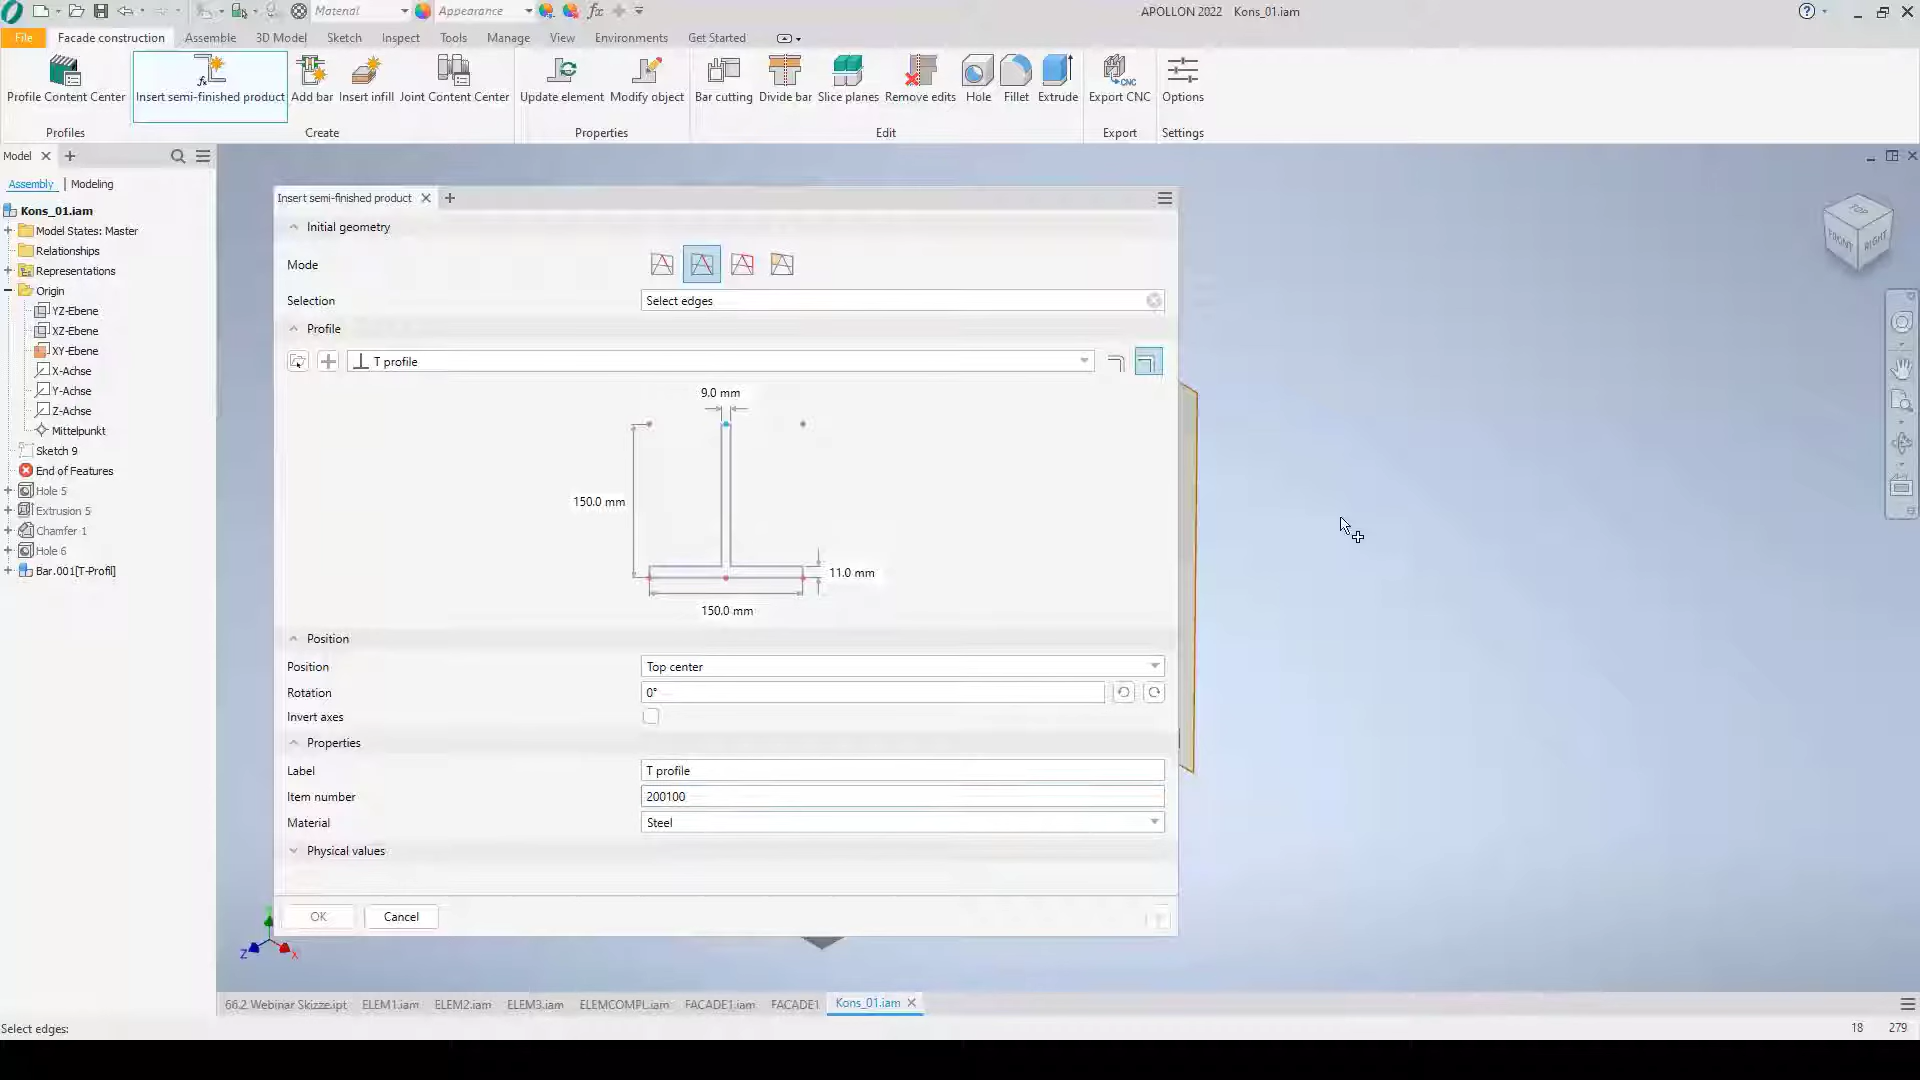 Material
Appearance
fx
APOLLON 2022 Kons_01.iam
File
Facade construction
Assemble
3D Model
Sketch
Inspect
Tools
Manage
View
Environments
Get Started
Profile Content Center
Insert semi-finished product
Add bar
Insert infill
Joint Content Center
Update element
Modify object
Bar cutting
Divide bar
Slice planes
Remove edits
Hole
Fillet
Extrude
Export CNC
Options
Profiles
Create
Properties
Edit
Export
Settings
Model
Assembly | Modeling
Kons_01.iam
Model States: Master
Relationships
Representations
Origin
YZ-Ebene
XZ-Ebene
XY-Ebene
X-Achse
Y-Achse
Z-Achse
Mittelpunkt
Sketch 9
End of Features
Hole 5
Extrusion 5
Chamfer 1
Hole 6
Bar.001[T-Profil]
Insert semi-finished product
Initial geometry
Mode
Selection
Select edges
Profile
T profile
9.0 mm
150.0 mm
11.0 mm
150.0 mm
Position
Position
Top center
Rotation
0°
Invert axes
Properties
Label
T profile
Item number
200100
Material
Steel
Physical values
OK
Cancel
TOP
FRONT
RIGHT
Z
X
66.2 Webinar Skizze.ipt
ELEM1.iam
ELEM2.iam
ELEM3.iam
ELEMCOMPL.iam
FACADE1.iam
FACADE1
Kons_01.iam
Select edges:
18
279